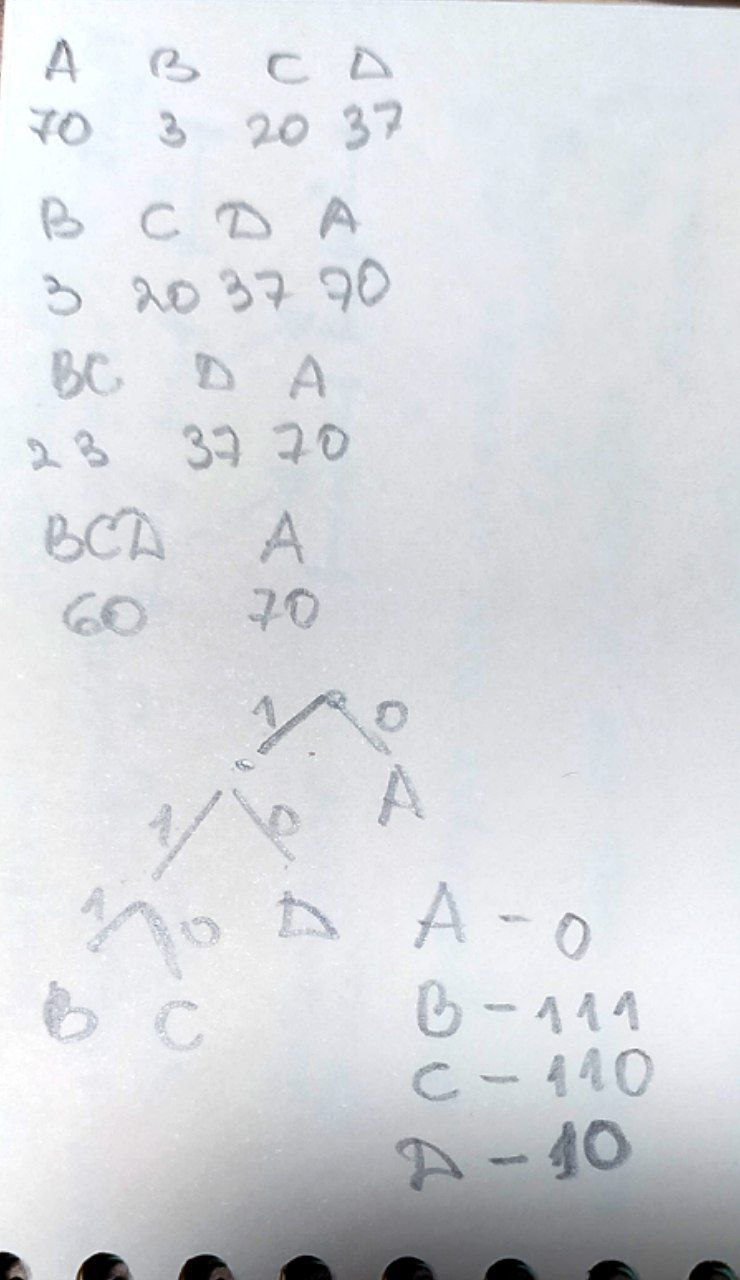 A B C D
70 3 20 37
B C D A
3 20 37 70
BC D A
23 37 70
BCD A
60 70
1 0
A
1 0
1 0 D
B C
A - 0
B - 111
C - 110
D - 10